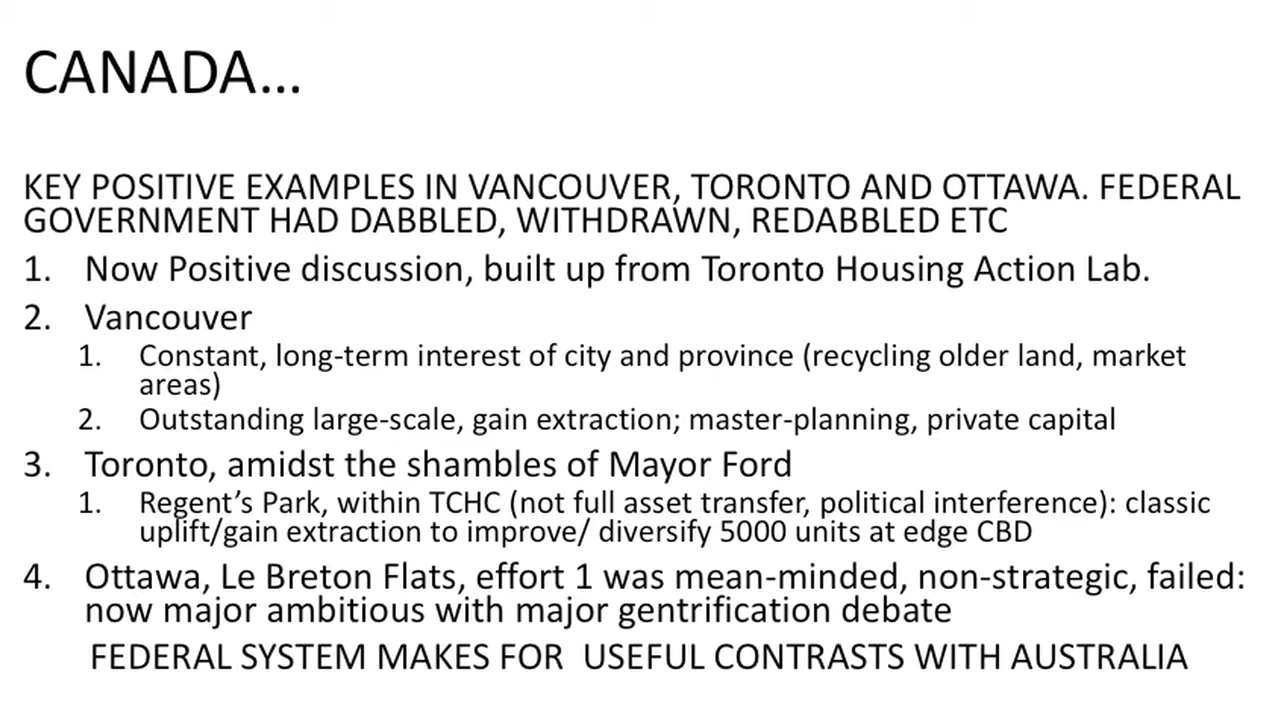 CANADA...
KEY POSITIVE EXAMPLES IN VANCOUVER, TORONTO AND OTTAWA. FEDERAL
GOVERNMENT HAD DABBLED, WITHDRAWN, REDABBLED ETC
1. Now Positive discussion, built up from Toronto Housing Action Lab.
2. Vancouver
1. Constant, long-term interest of city and province (recycling older land, market
areas)
2. Outstanding large-scale, gain extraction; master-planning, private capital
3. Toronto, amidst the shambles of Mayor Ford
1. Regent's Park, within TCHC (not full asset transfer, political interference): classic
uplift/gain extraction to improve/ diversify 5000 units at edge CBD
4. Ottawa, Le Breton Flats, effort 1 was mean-minded, non-strategic, failed:
now major ambitious with major gentrification debate
FEDERAL SYSTEM MAKES FOR  USEFUL CONTRASTS WITH AUSTRALIA